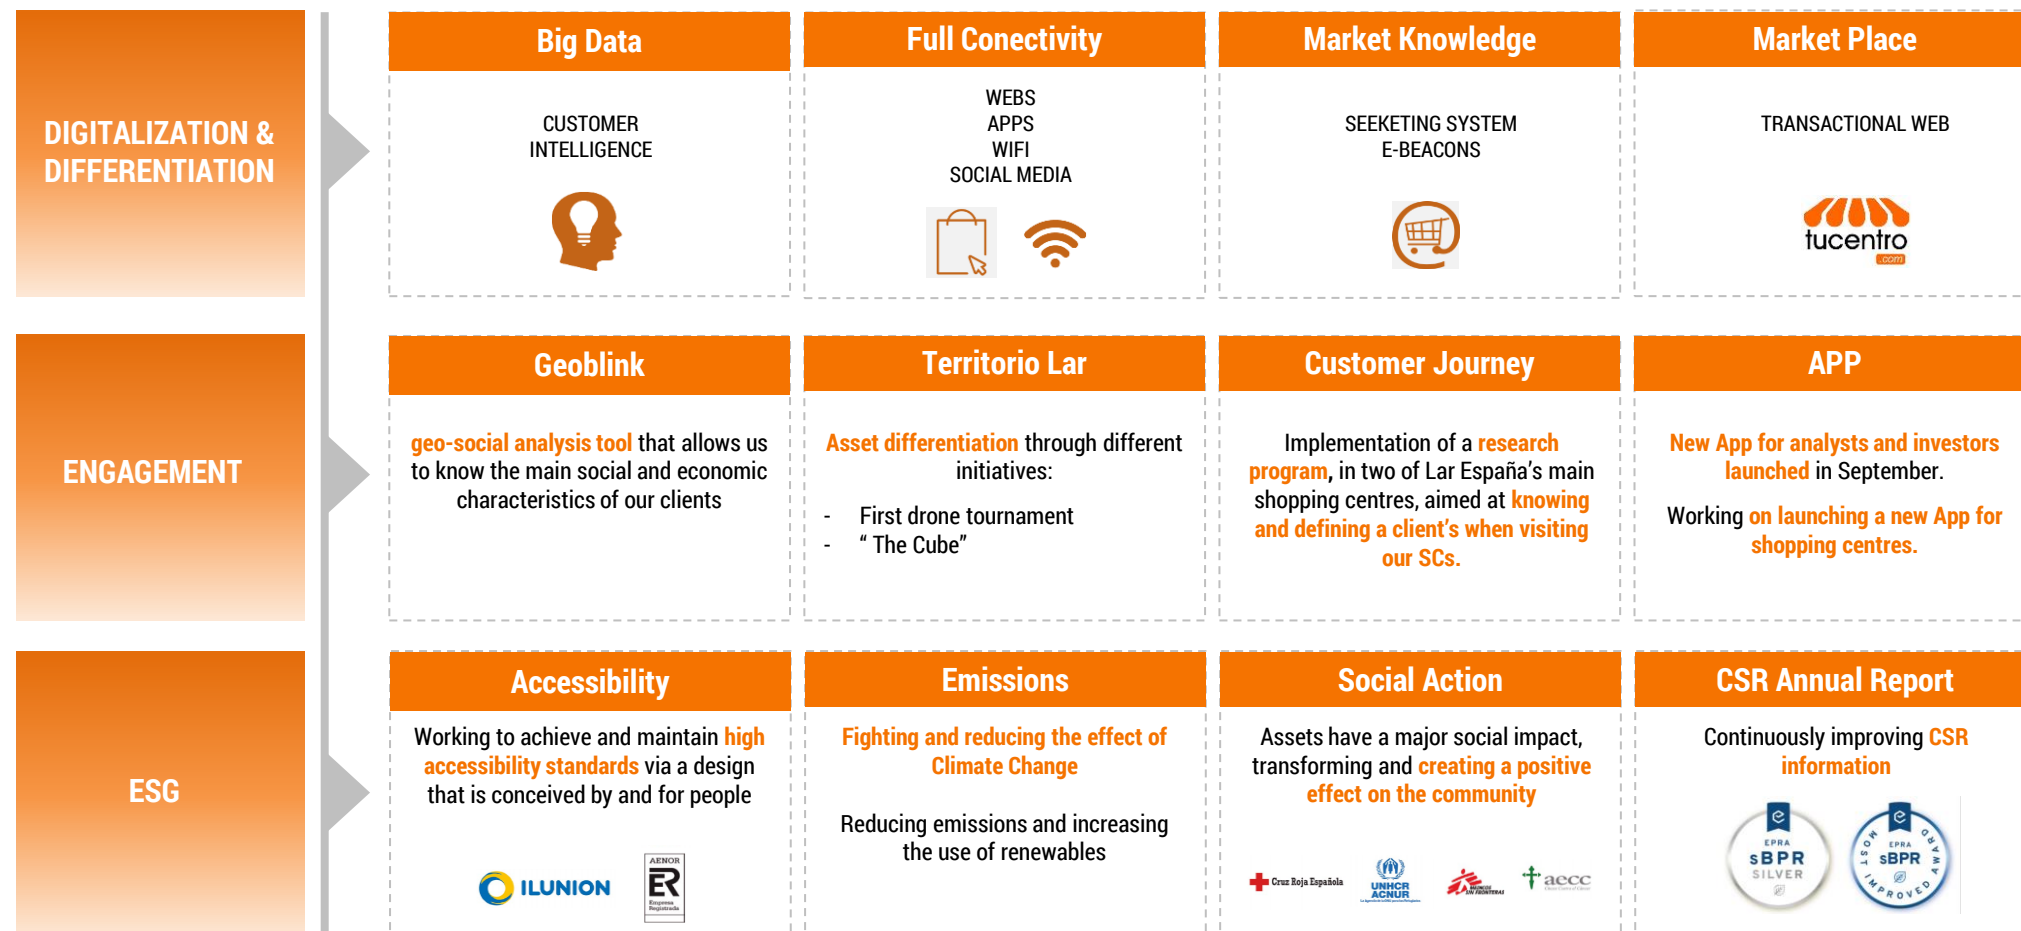 DIGITALIZATION &
DIFFERENTIATION
Big Data
CUSTOMER
INTELLIGENCE
Full Conectivity
WEBS
APPS
WIFI
SOCIAL MEDIA
Market Knowledge
SEEKETING SYSTEM
E-BEACONS
Market Place
TRANSACTIONAL WEB
tucentro
.com
ENGAGEMENT
Geoblink
geo-social analysis tool that allows us
to know the main social and economic
characteristics of our clients
Territorio Lar
Asset differentiation through different
initiatives:
- First drone tournament
- “ The Cube”
Customer Journey
Implementation of a research
program, in two of Lar España’s main
shopping centres, aimed at knowing
and defining a client’s when visiting
our SCs.
APP
New App for analysts and investors
launched in September.
Working on launching a new App for
shopping centres.
ESG
Accessibility
Working to achieve and maintain high
accessibility standards via a design
that is conceived by and for people
ILUNION
AENOR
ER
Empresa
Registrada
Emissions
Fighting and reducing the effect of
Climate Change
Reducing emissions and increasing
the use of renewables
Social Action
Assets have a major social impact,
transforming and creating a positive
effect on the community
Cruz Roja Española
UNHCR
ACNUR
MEDICOS
SIN FRONTERAS
aecc
CSR Annual Report
Continuously improving CSR
information
EPRA
sBPR
SILVER
EPRA
sBPR
MOST IMPROVED AWARD